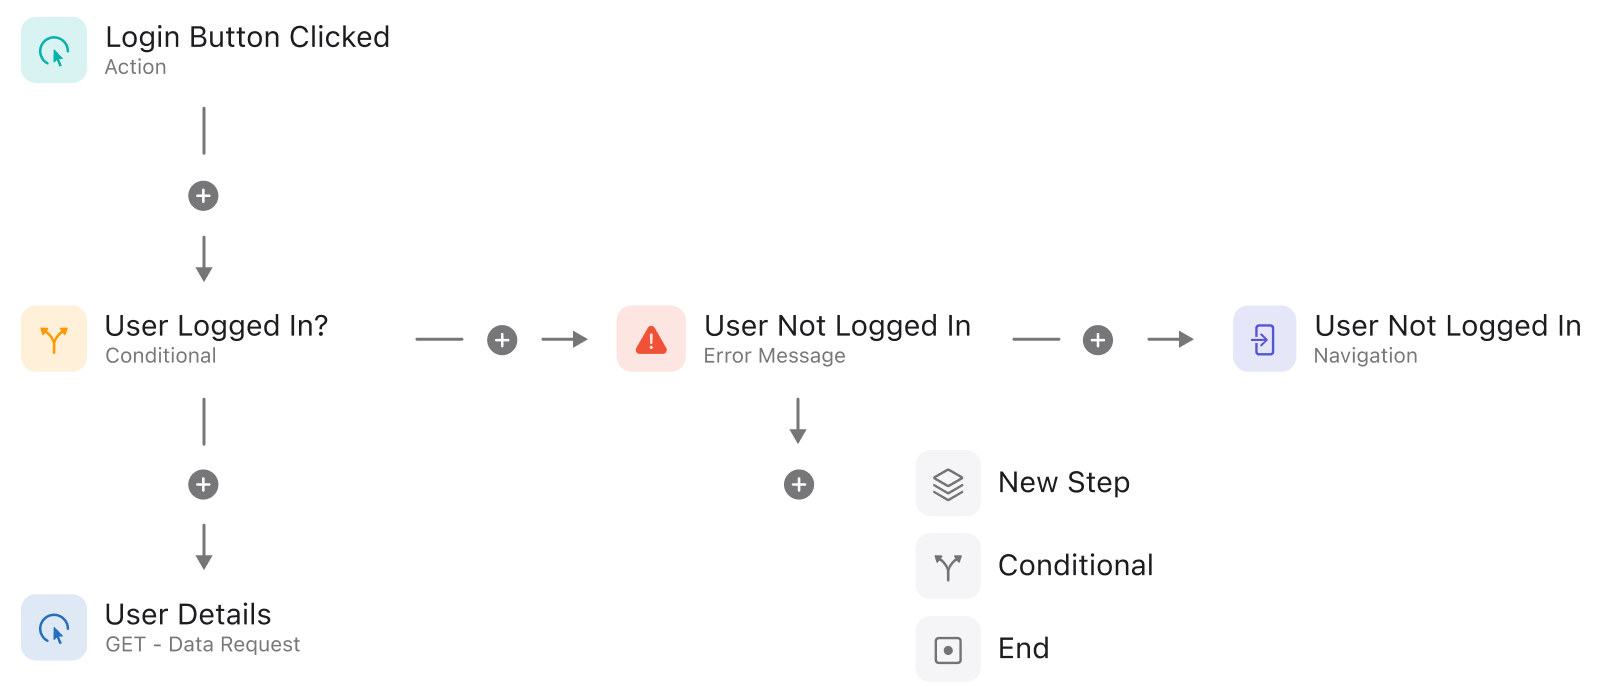 Login Button Clicked
Action
User Logged In?
Conditional
User Not Logged In
Error Message
User Not Logged In
Navigation
New Step
Conditional
End
User Details
GET - Data Request